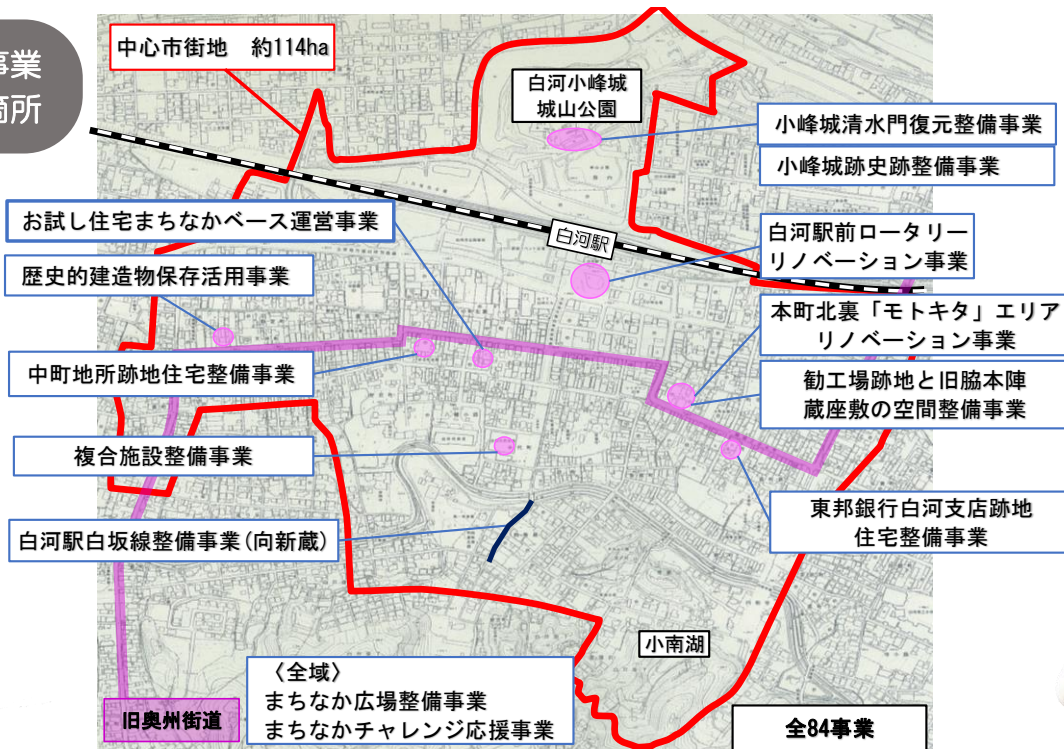 事業
箇所
中心市街地 約114ha
白河小峰城
城山公園
小峰城清水門復元整備事業
小峰城跡史跡整備事業
お試し住宅まちなかベース運営事業
白河駅
白河駅前ロータリー
リノベーション事業
歴史的建造物保存活用事業
本町北裏「モトキタ」エリア
リノベーション事業
中町地所跡地住宅整備事業
勧工場跡地と旧脇本陣
蔵座敷の空間整備事業
複合施設整備事業
東邦銀行白河支店跡地
住宅整備事業
白河駅白坂線整備事業(向新蔵)
小南湖
〈全域〉
まちなか広場整備事業
まちなかチャレンジ応援事業
旧奥州街道
全84事業